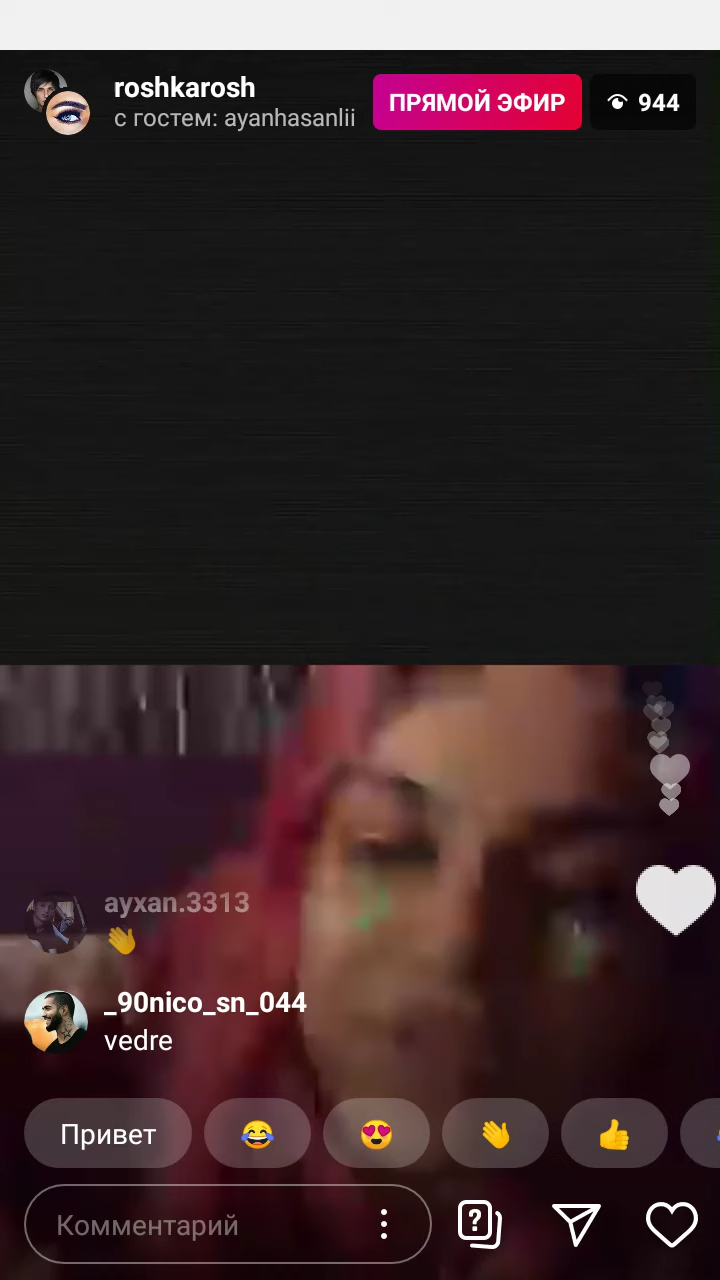 roshkarosh
с гостем: ayanhasanlii
ПРЯМОЙ ЭФИР
944
ayxan.3313
👋
_90nico_sn_044
vedre
Привет 😂 😍 👋 👍
Комментарий